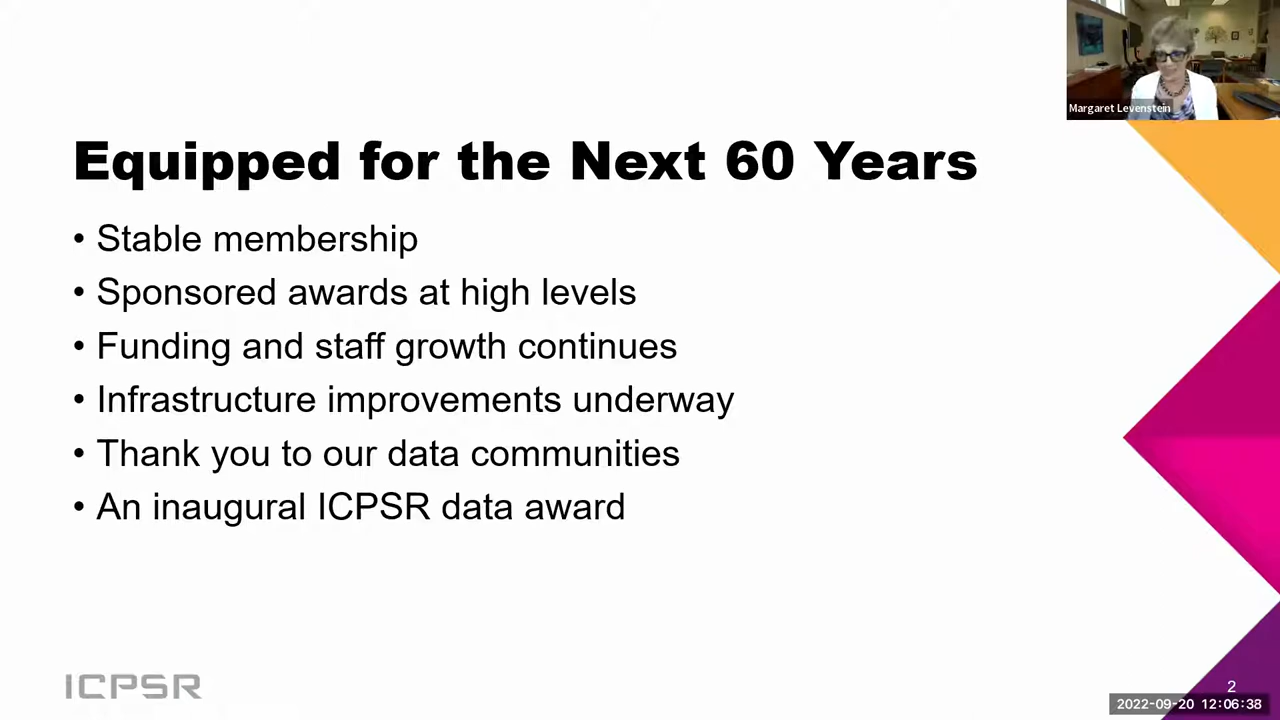 Margaret Levenstein
Equipped for the Next 60 Years
• Stable membership
• Sponsored awards at high levels
• Funding and staff growth continues
• Infrastructure improvements underway
• Thank you to our data communities
• An inaugural ICPSR data award
ICPSR
2
2022-09-20 12:06:38